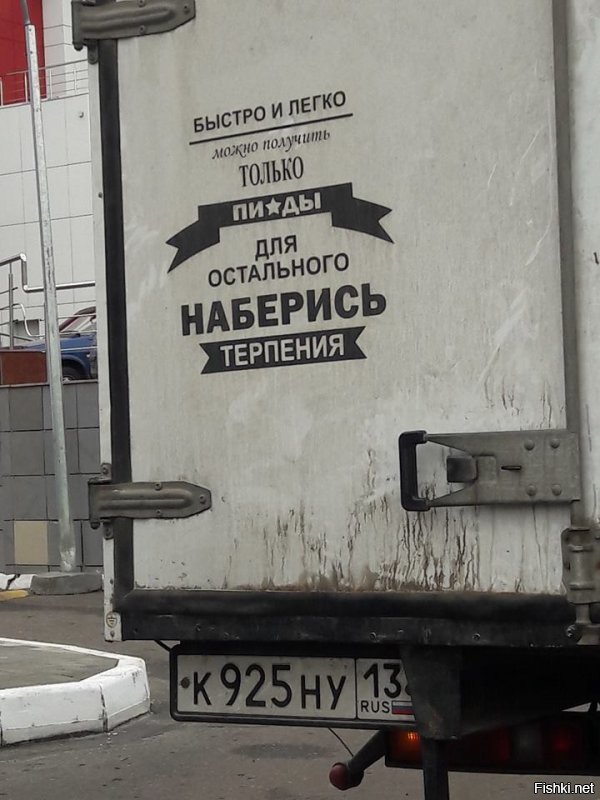 БЫСТРО И ЛЕГКО
можно получить
ТОЛЬКО
ПИ★ДЫ
ДЛЯ
ОСТАЛЬНОГО
НАБЕРИСЬ
ТЕРПЕНИЯ
К 925 НУ 13
RUS
Fishki.net